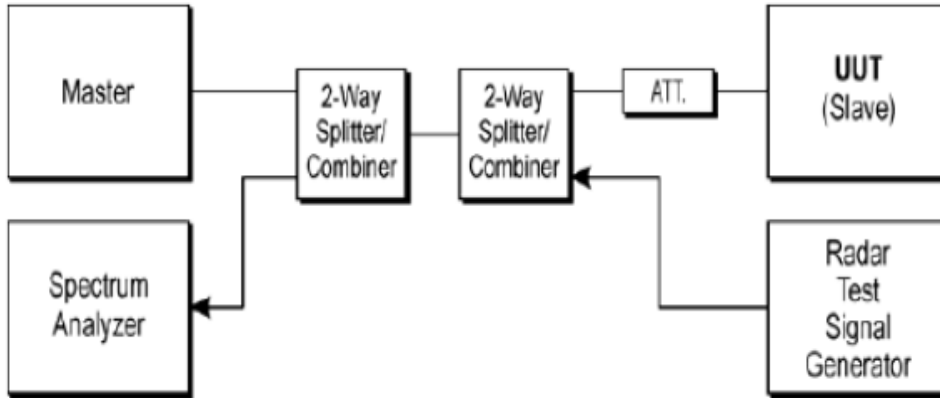 Master
2-Way
Splitter/
Combiner
2-Way
Splitter/
Combiner
ATT.
UUT
(Slave)
Spectrum
Analyzer
Radar
Test
Signal
Generator